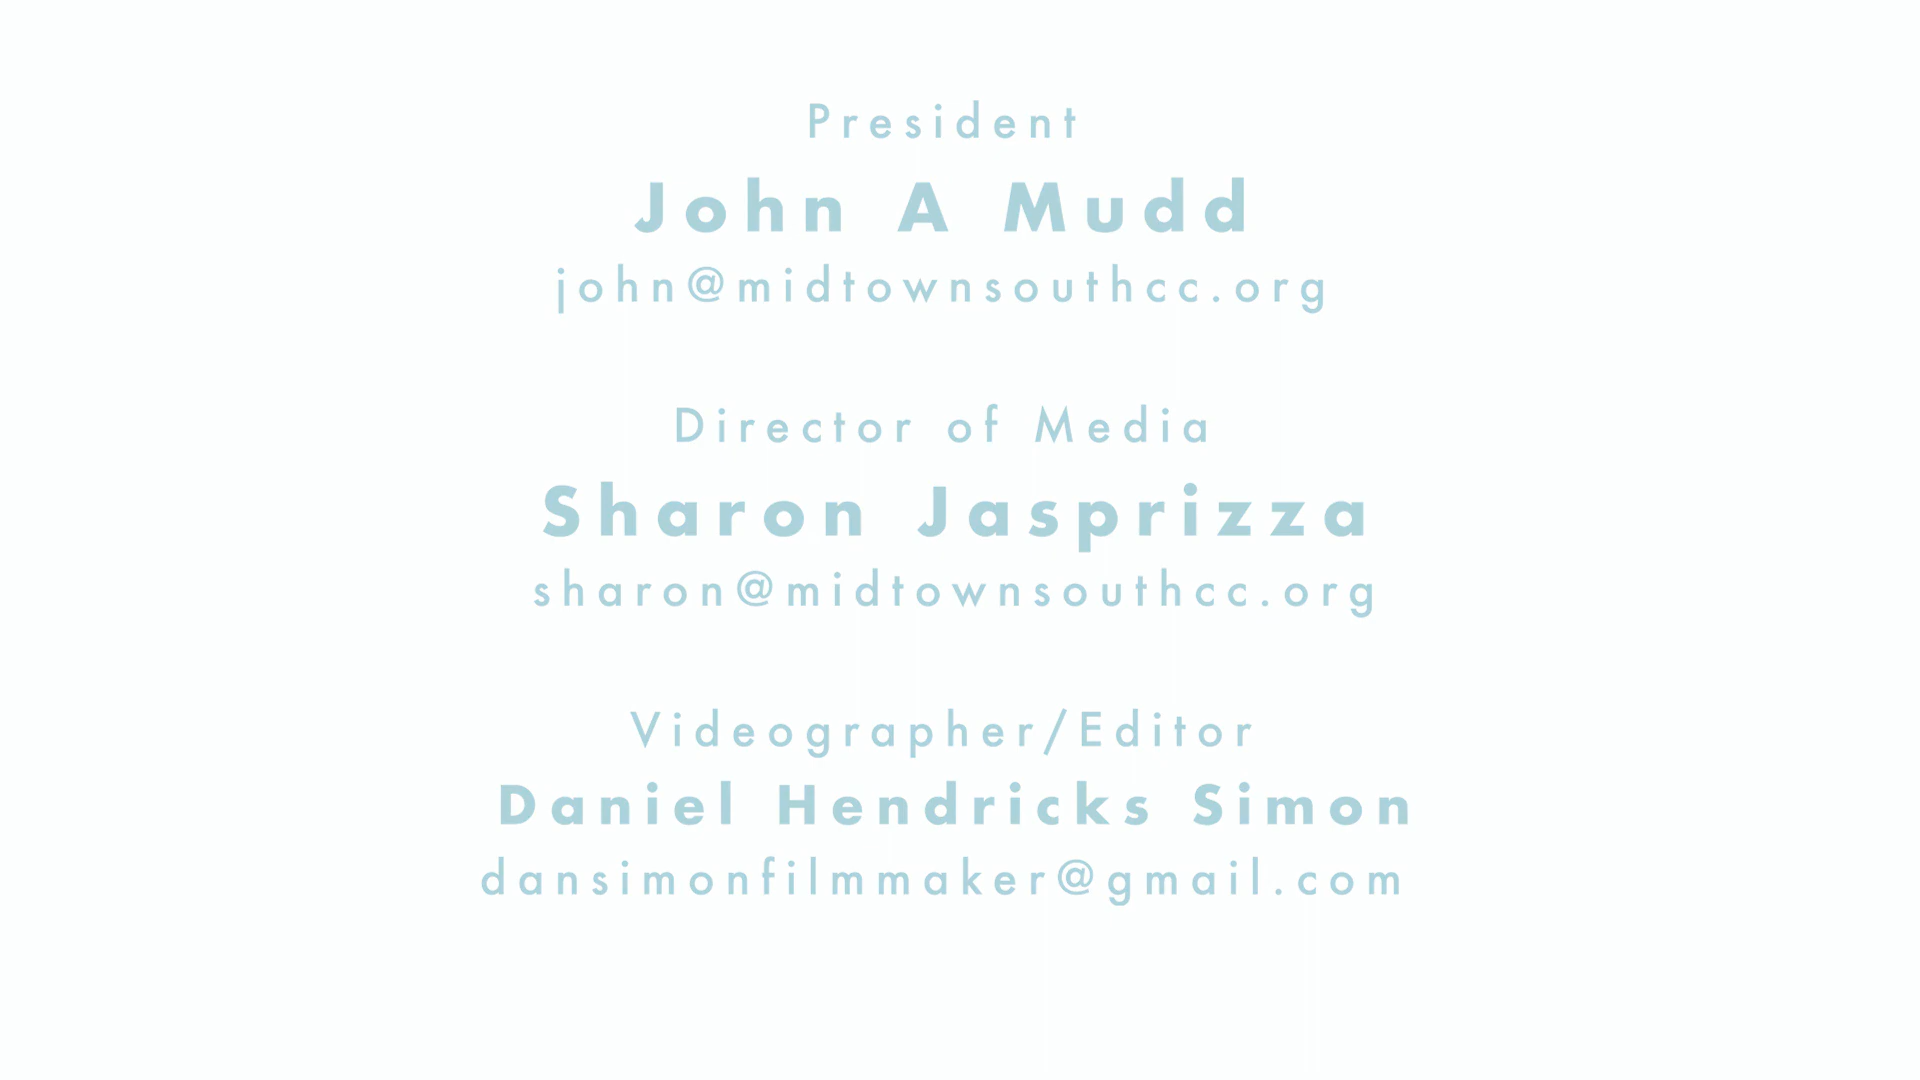 President
John A Mudd
john@midtownsouthcc.org
Director of Media
Sharon Jasprizza
sharon@midtownsouthcc.org
Videographer/Editor
Daniel Hendricks Simon
dansimonfilmmaker@gmail.com